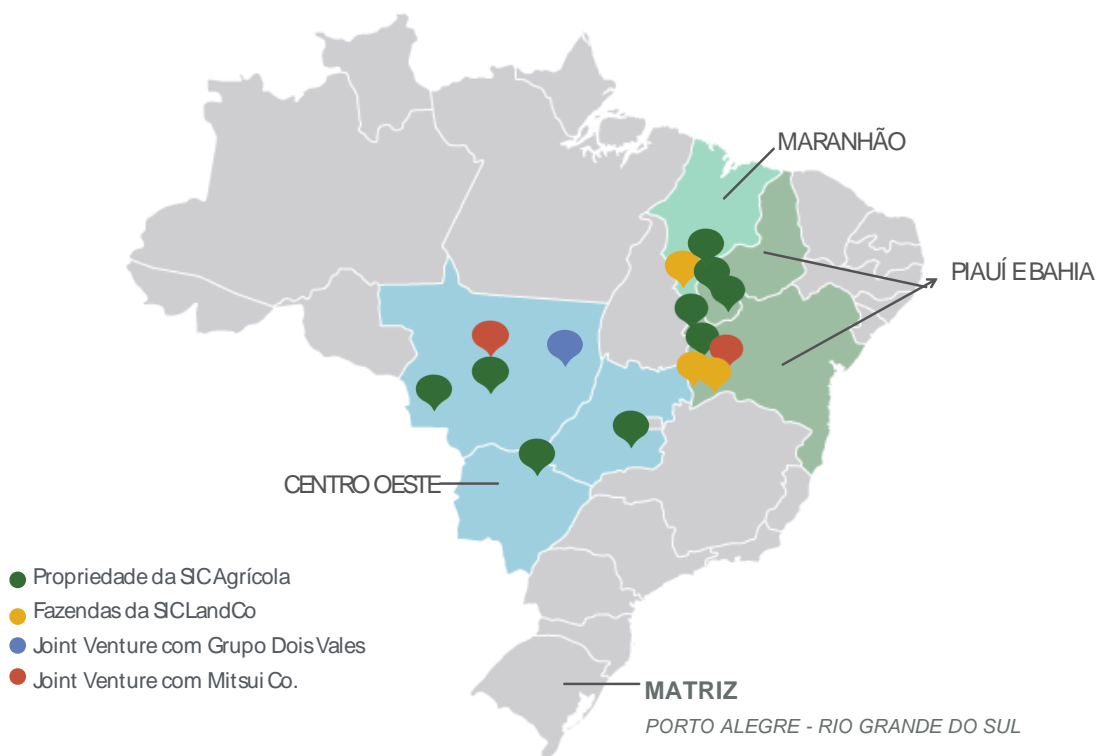 MARANHÃO
PIAUÍ E BAHIA
CENTRO OESTE
Propriedade da SIC Agrícola
Fazendas da SIC LandCo
Joint Venture com Grupo Dois Vales
Joint Venture com Mitsui Co.
MATRIZ
PORTO ALEGRE - RIO GRANDE DO SUL